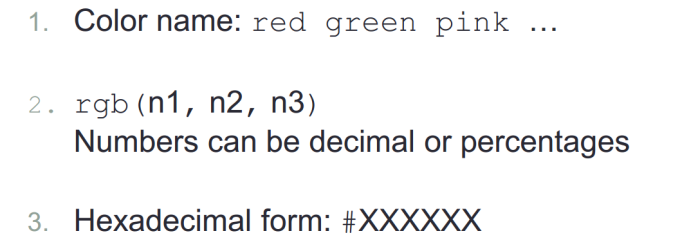 1. Color name: red green pink ...
2. rgb(n1, n2, n3)
Numbers can be decimal or percentages
3. Hexadecimal form: #XXXXXX